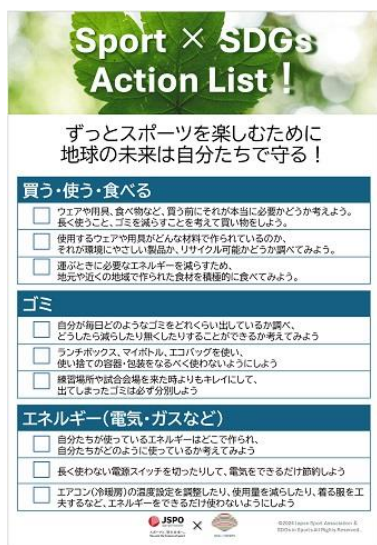 Sport × SDGs
Action List！
ずっとスポーツを楽しむために
地球の未来は自分たちで守る！
買う・使う・食べる
ウェアや用具、食べ物など、買う前にそれが本当に必要かどうか考えよう。
長く使うこと、ゴミを減らすことを考えて買い物をしよう。
使用するウェアや用具がどんな材料で作られているのか、
それが環境にやさしい製品か、リサイクル可能かどうか調べてみよう。
運ぶときに必要なエネルギーを減らすため、
地元や近くの地域で作られた食材を積極的に食べてみよう。
ゴミ
自分が毎日どのようなゴミをどれくらい出しているか調べ、
どうしたら減らしたり無くしたりすることができるか考えてみよう
ランチボックス、マイボトル、エコバッグを使い、
使い捨ての容器・包装をなるべく使わないようにしよう
練習場所や試合会場を来た時よりもキレイにして、
出てしまったゴミは必ず分別しよう
エネルギー(電気・ガスなど)
自分たちが使っているエネルギーはどこで作られ、
自分たちがどのように使っているか考えてみよう
長く使わない電源スイッチを切ったりして、電気をできるだけ節約しよう
エアコン(冷暖房)の温度設定を調整したり、使用量を減らしたり、着る服を工
夫するなど、エネルギーをできるだけ使わないようにしよう
JSPO
×
Japan Sport Association &
SDGs in Sports All Rights Reserved.